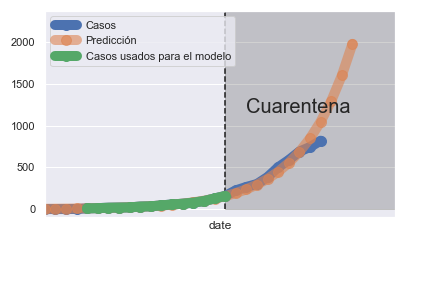 Casos
Predicción
Casos usados para el modelo
2000
1500
Cuarentena
1000
500
0
date